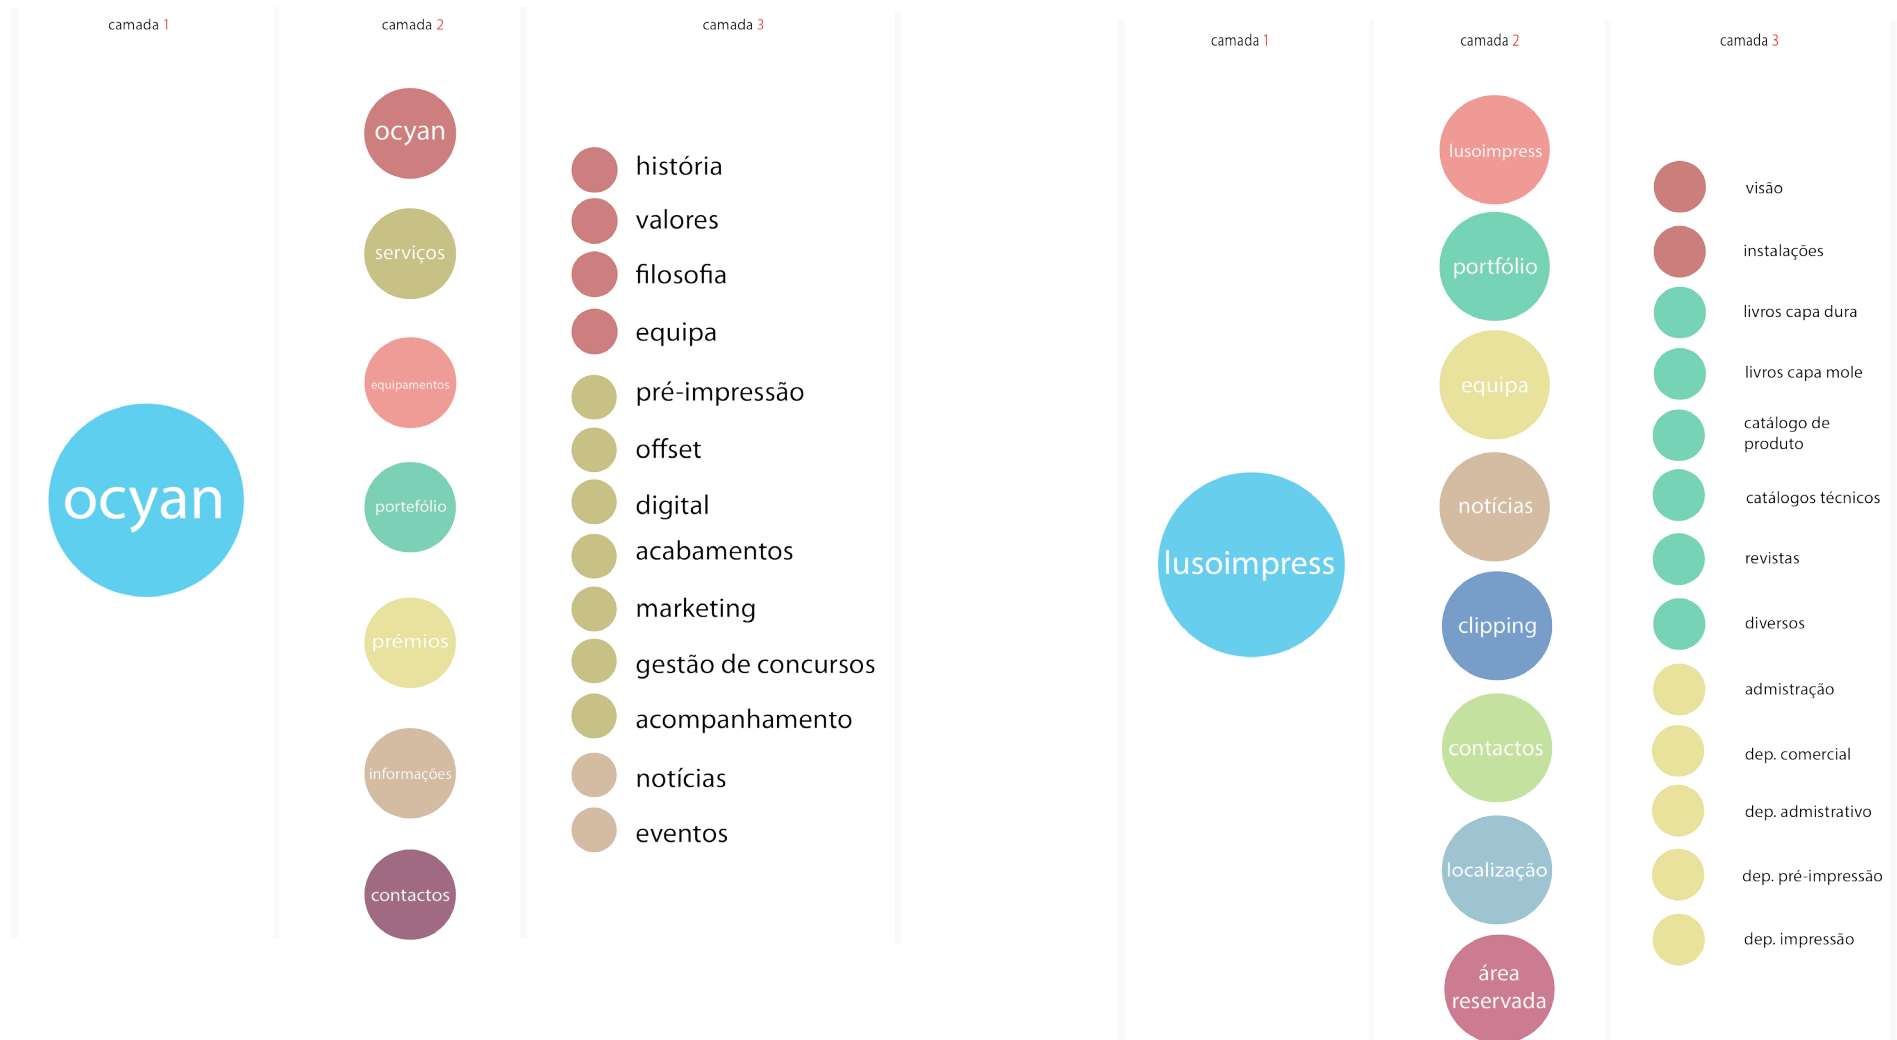 camada 1
camada 2
camada 3
ocyan
ocyan
serviços
equipamentos
portefólio
prémios
informações
contactos
história
valores
filosofia
equipa
pré-impressão
offset
digital
acabamentos
marketing
gestão de concursos
acompanhamento
notícias
eventos
camada 1
camada 2
camada 3
lusoimpress
lusoimpress
portfólio
equipa
notícias
clipping
contactos
localização
área
reservada
visão
instalações
livros capa dura
livros capa mole
catálogo de
produto
catálogos técnicos
revistas
diversos
admistração
dep. comercial
dep. admistrativo
dep. pré-impressão
dep. impressão